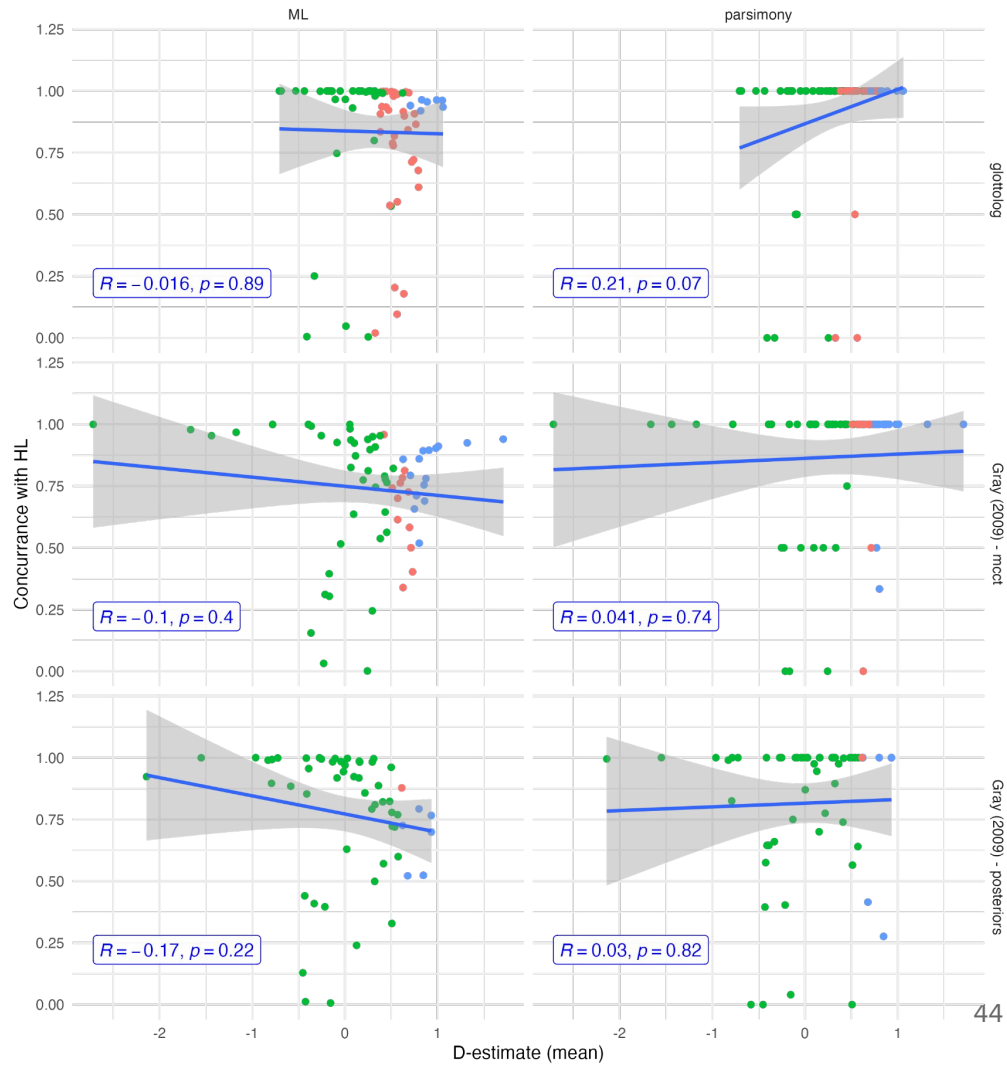 ML
parsimony
1.25
1.00
0.75
0.50
0.25
0.00
R = −0.016, p = 0.89
R = 0.21, p = 0.07
glottolog
1.25
1.00
0.75
0.50
0.25
0.00
R = −0.1, p = 0.4
R = 0.041, p = 0.74
Gray (2009) - mcct
Concurrance with HL
1.25
1.00
0.75
0.50
0.25
0.00
R = −0.17, p = 0.22
R = 0.03, p = 0.82
Gray (2009) - posteriors
44
-2 -1 0 1 -2 -1 0 1
D-estimate (mean)